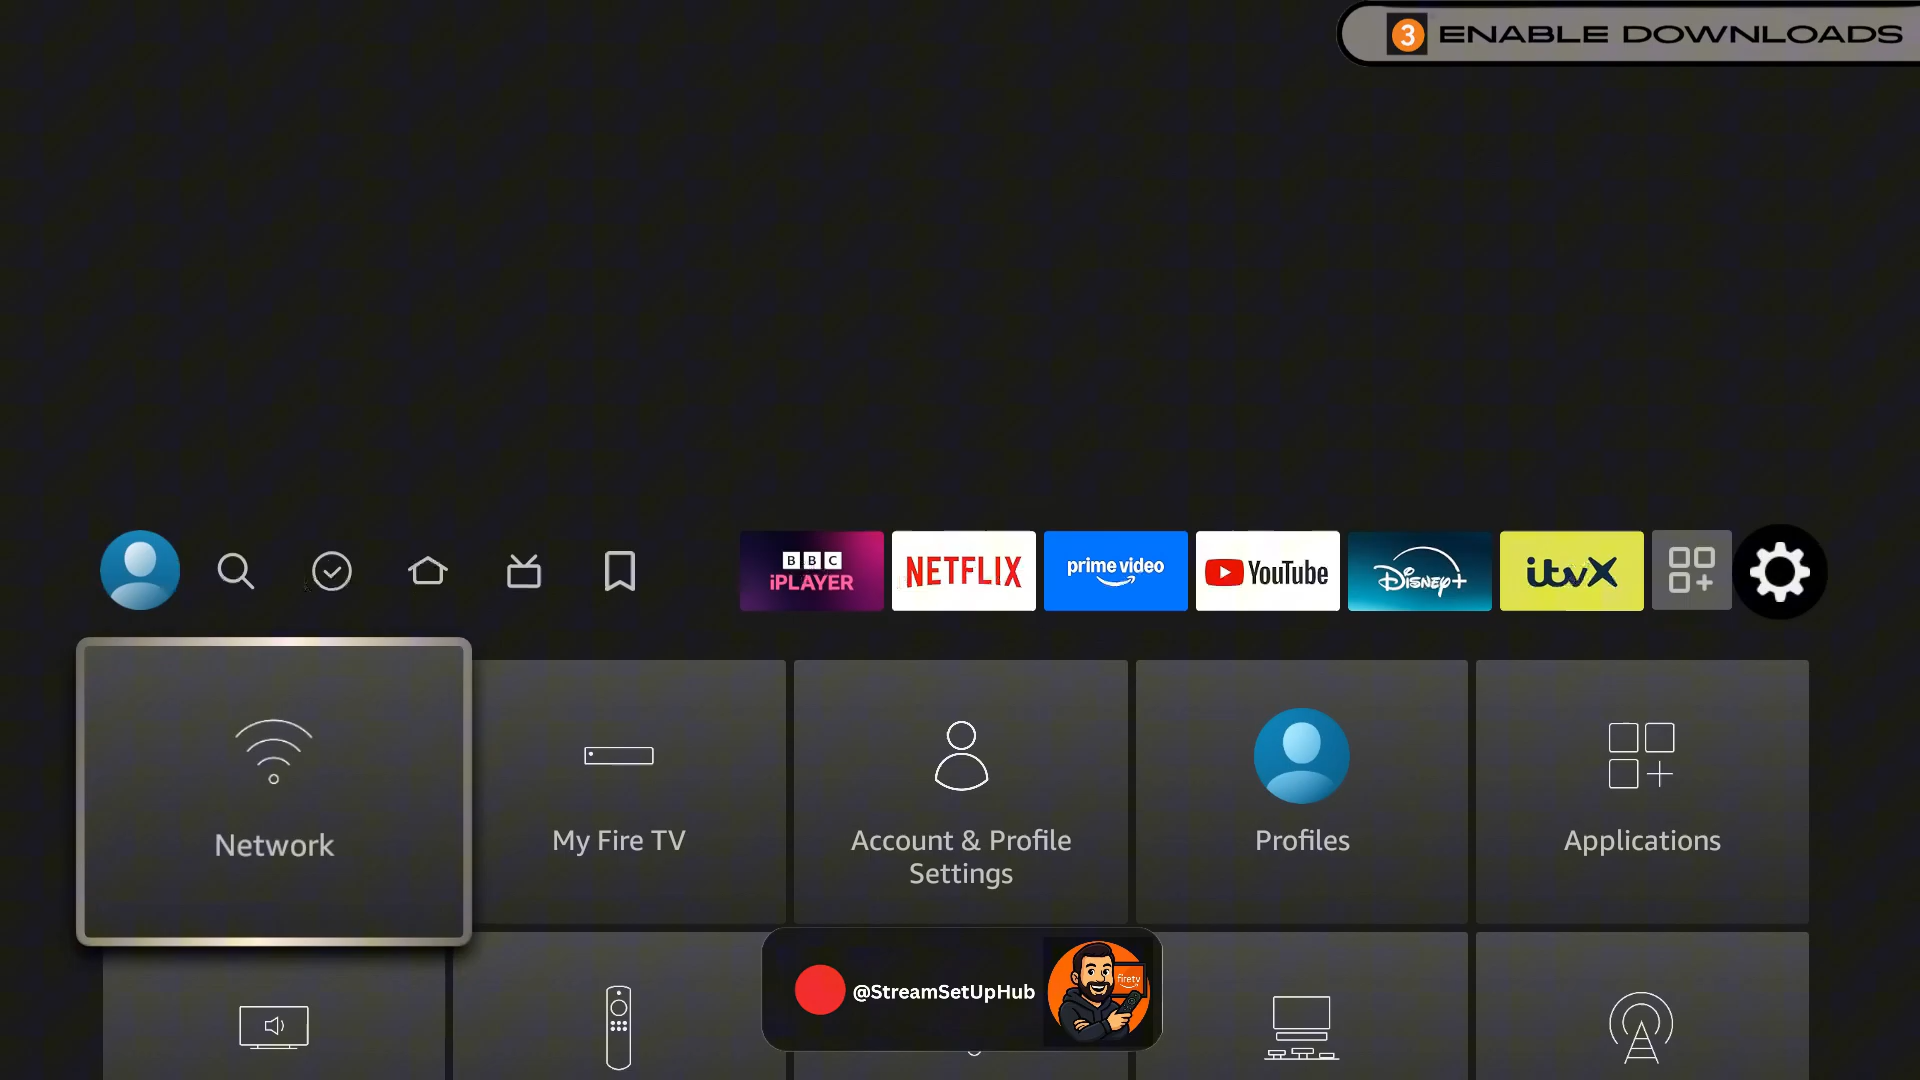 3 ENABLE DOWNLOADS
BBC
iPLAYER
NETFLIX
prime video
YouTube
Disney+
itvX
Network
My Fire TV
Account & Profile
Settings
Profiles
Applications
@StreamSetUpHub
firetv